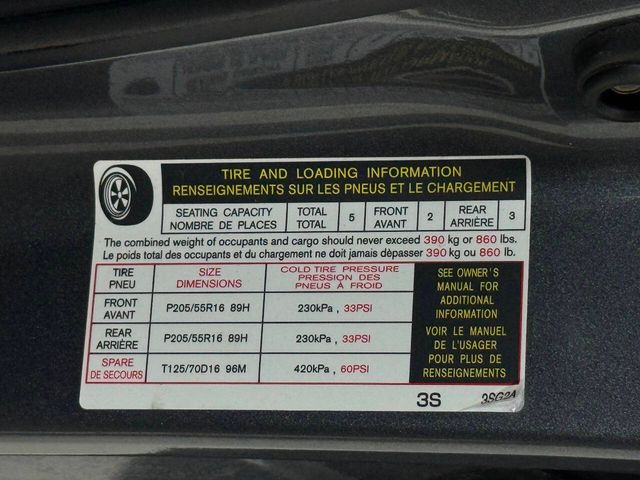 TIRE AND LOADING INFORMATION
RENSEIGNEMENTS SUR LES PNEUS ET LE CHARGEMENT
SEATING CAPACITY TOTAL 5 FRONT 2 REAR 3
NOMBRE DE PLACES TOTAL AVANT ARRIÈRE
The combined weight of occupants and cargo should never exceed 390 kg or 860 lbs.
Le poids total des occupants et du chargement ne doit jamais dépasser 390 kg ou 860 lb.
TIRE
PNEU
SIZE
DIMENSIONS
COLD TIRE PRESSURE
PRESSION DES
PNEUS À FROID
FRONT
AVANT
P205/55R16 89H
230kPa , 33PSI
REAR
ARRIÈRE
P205/55R16 89H
230kPa , 33PSI
SPARE
DE SECOURS
T125/70D16 96M
420kPa , 60PSI
SEE OWNER'S
MANUAL FOR
ADDITIONAL
INFORMATION
VOIR LE MANUEL
DE L'USAGER
POUR PLUS DE
RENSEIGNEMENTS
3S
3SG2A